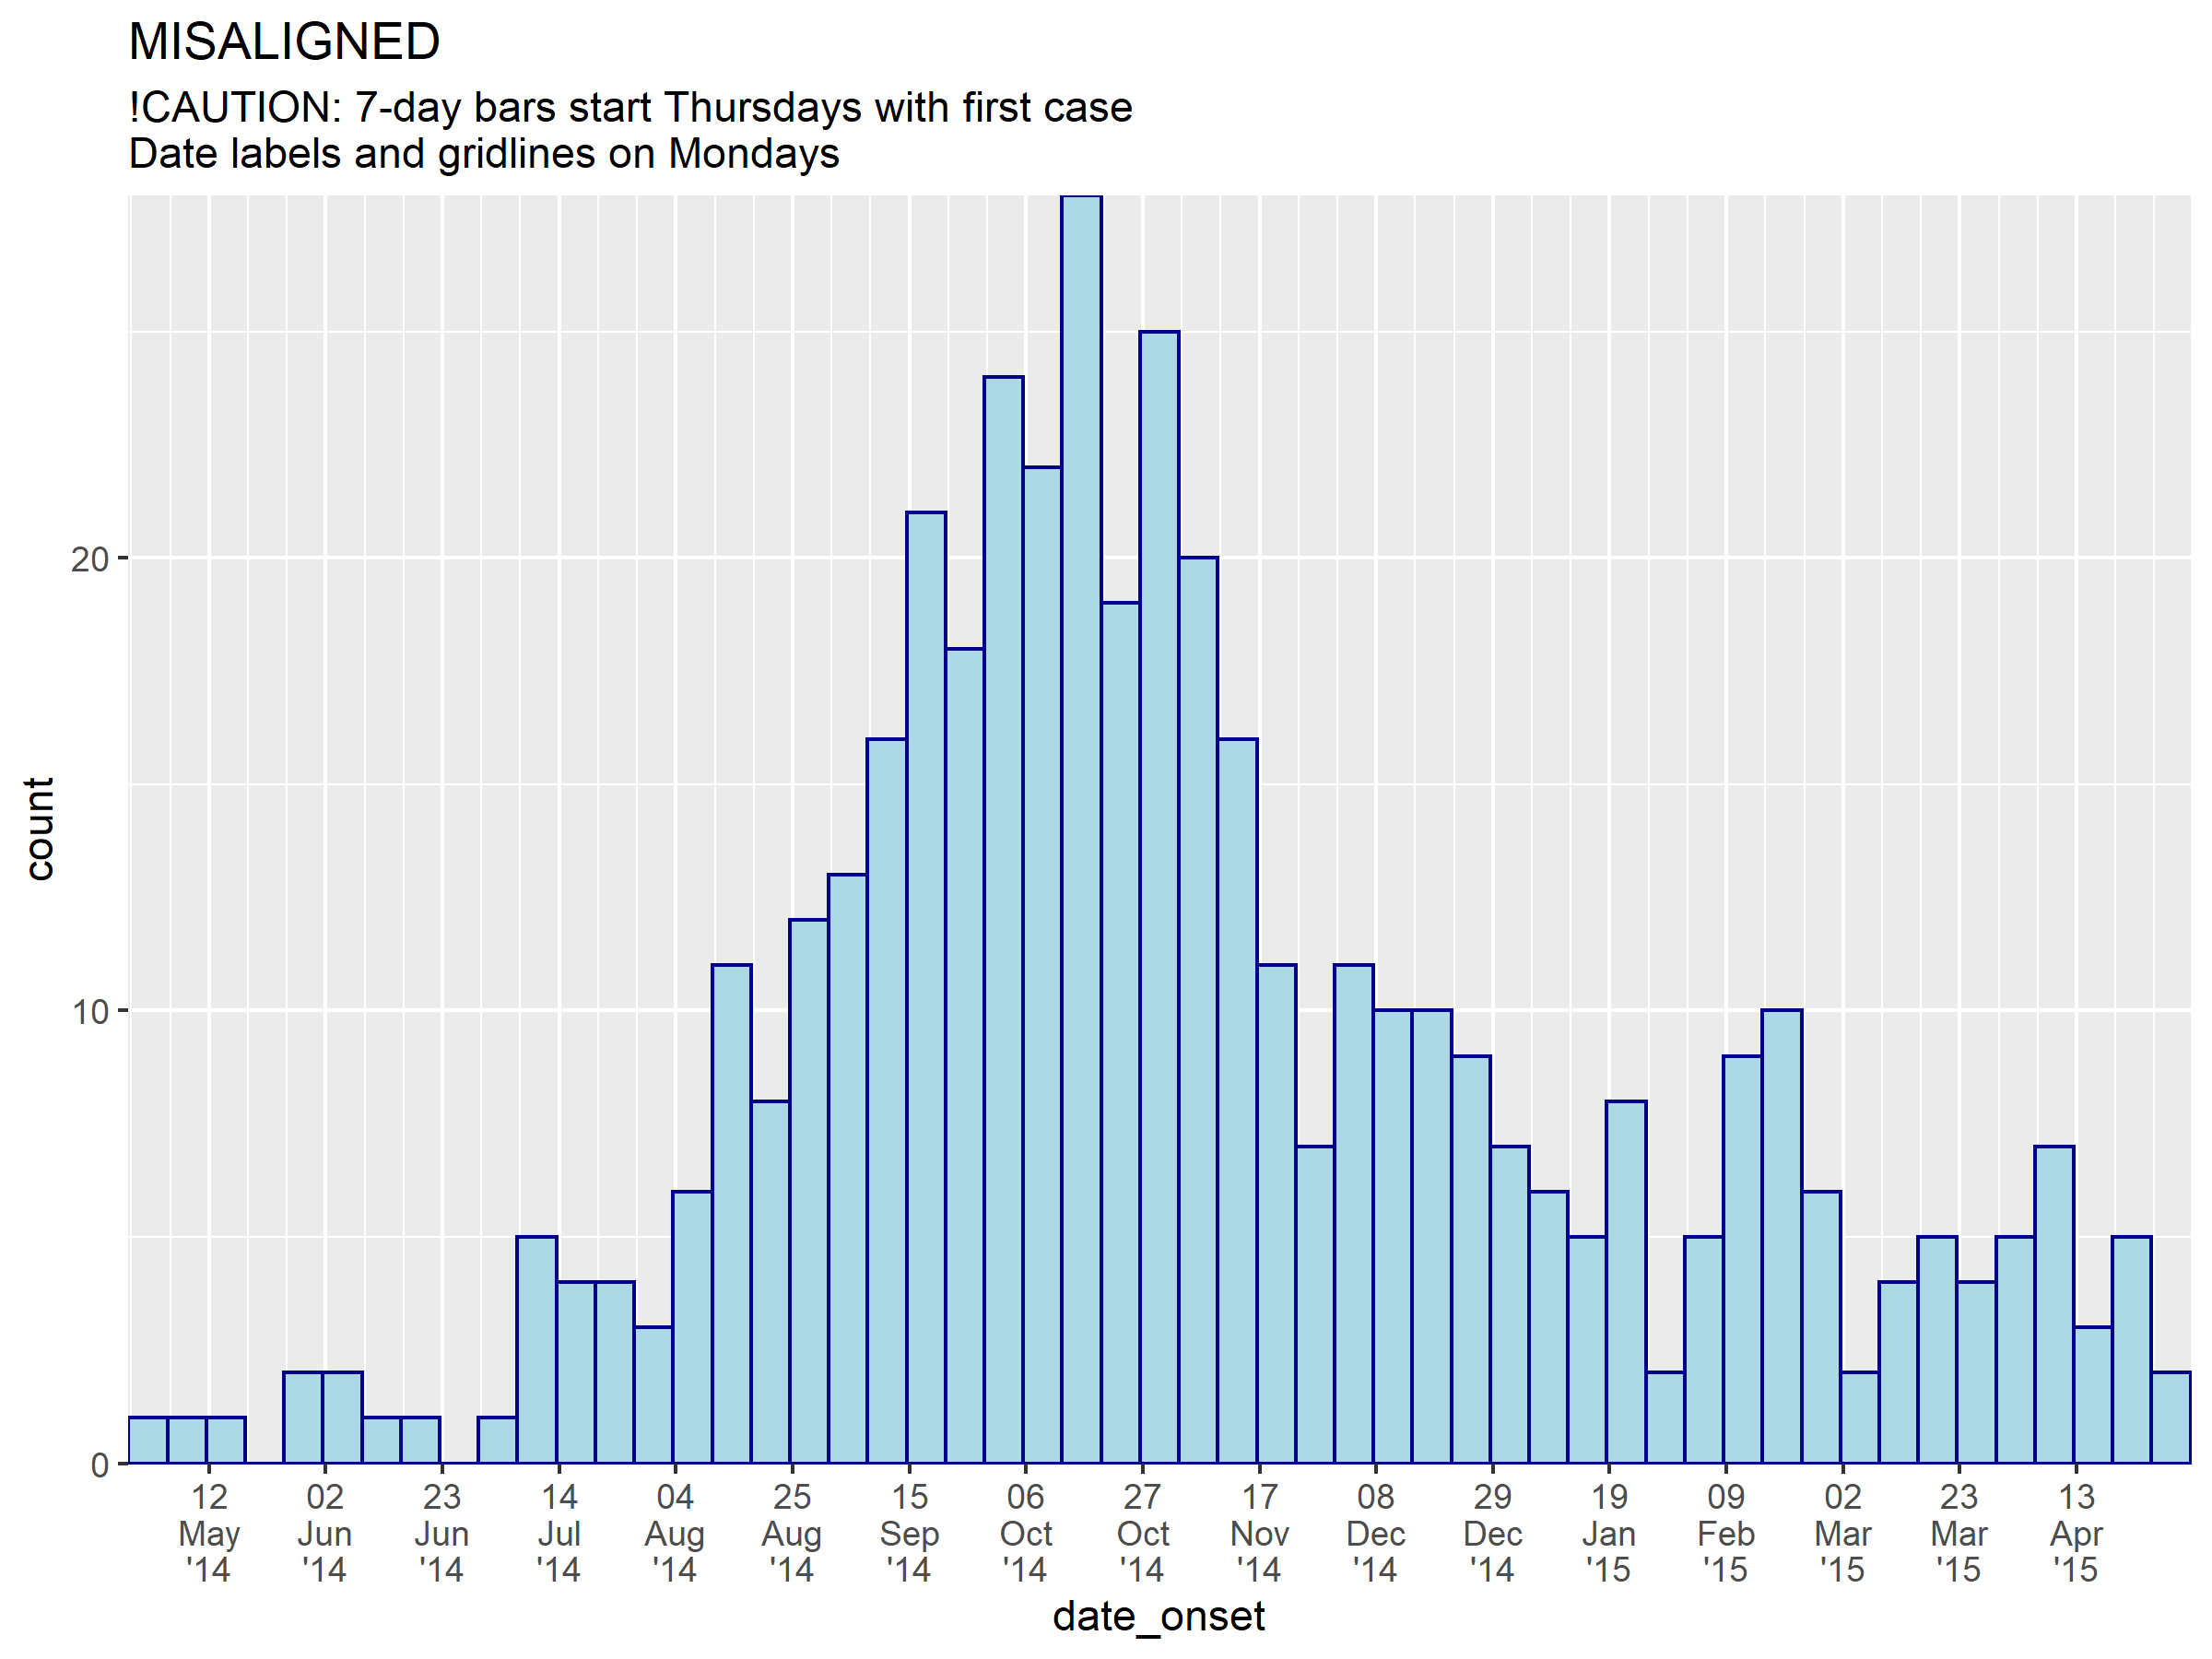 MISALIGNED
!CAUTION: 7-day bars start Thursdays with first case
Date labels and gridlines on Mondays
count
20
10
0
12 May '14
02 Jun '14
23 Jun '14
14 Jul '14
04 Aug '14
25 Aug '14
15 Sep '14
06 Oct '14
27 Oct '14
17 Nov '14
08 Dec '14
29 Dec '14
19 Jan '15
09 Feb '15
02 Mar '15
23 Mar '15
13 Apr '15
date_onset